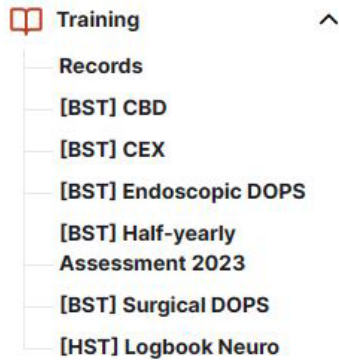 Training
Records
[BST] CBD
[BST] CEX
[BST] Endoscopic DOPS
[BST] Half-yearly
Assessment 2023
[BST] Surgical DOPS
[HST] Logbook Neuro